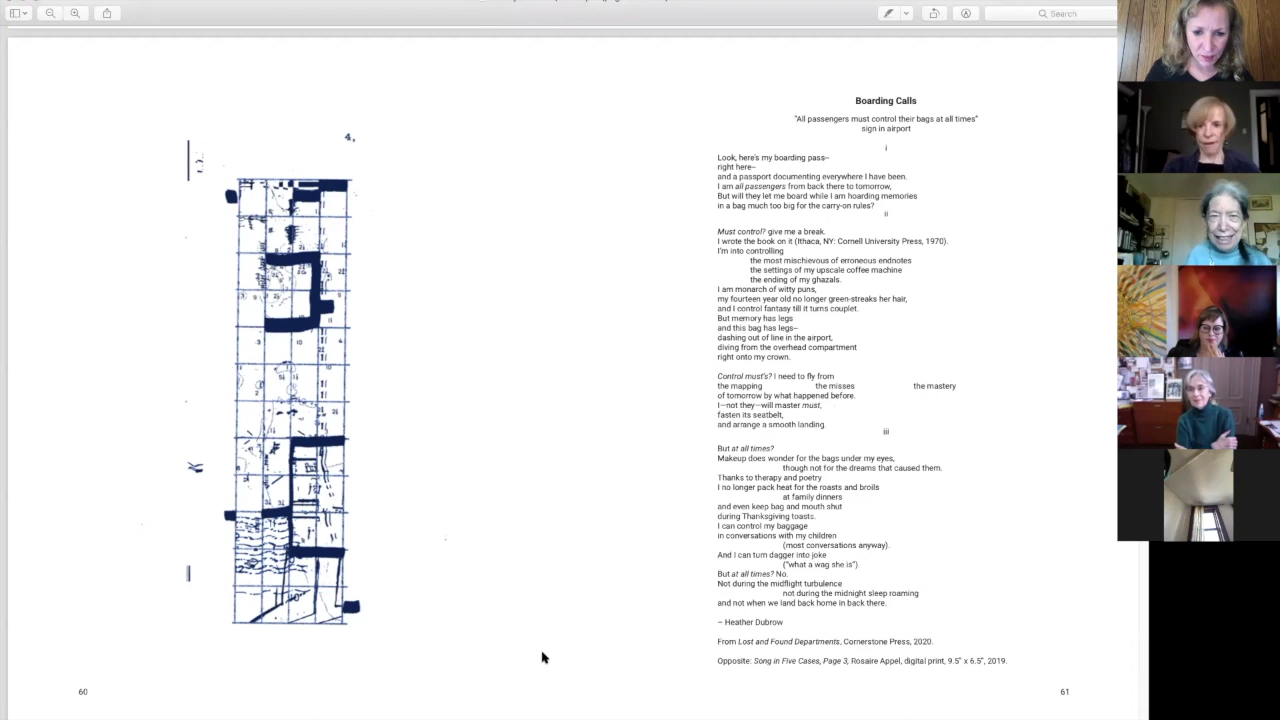 Search
4.
Boarding Calls
"All passengers must control their bags at all times"
sign in airport
i
Look, here's my boarding pass–
right here–
and a passport documenting everywhere I have been.
I am all passengers from back there to tomorrow,
But will they let me board while I am hoarding memories
in a bag much too big for the carry-on rules?
ii
Must control? give me a break.
I wrote the book on it (Ithaca, NY: Cornell University Press, 1970).
I'm into controlling
the most mischievous of erroneous endnotes
the settings of my upscale coffee machine
the ending of my ghazals.
I am monarch of witty puns,
my fourteen year old no longer green-streaks her hair,
and I control fantasy till it turns couplet.
But memory has legs
and this bag has legs–
dashing out of line in the airport,
diving from the overhead compartment
right onto my crown.
Control must's? I need to fly from
the mapping the misses the mastery
of tomorrow by what happened before.
I—not they—will master must,
fasten its seatbelt,
and arrange a smooth landing.
iii
But at all times?
Makeup does wonder for the bags under my eyes,
though not for the dreams that caused them.
Thanks to therapy and poetry
I no longer pack heat for the roasts and broils
at family dinners
and even keep bag and mouth shut
during Thanksgiving toasts.
I can control my baggage
in conversations with my children
(most conversations anyway).
And I can turn dagger into joke
("what a wag she is")
But at all times? No.
Not during the midflight turbulence
not during the midnight sleep roaming
and not when we land back home in back there.
– Heather Dubrow
From Lost and Found Departments, Cornerstone Press, 2020.
Opposite: Song in Five Cases, Page 3, Rosaire Appel, digital print, 9.5" x 6.5", 2019.
60
61